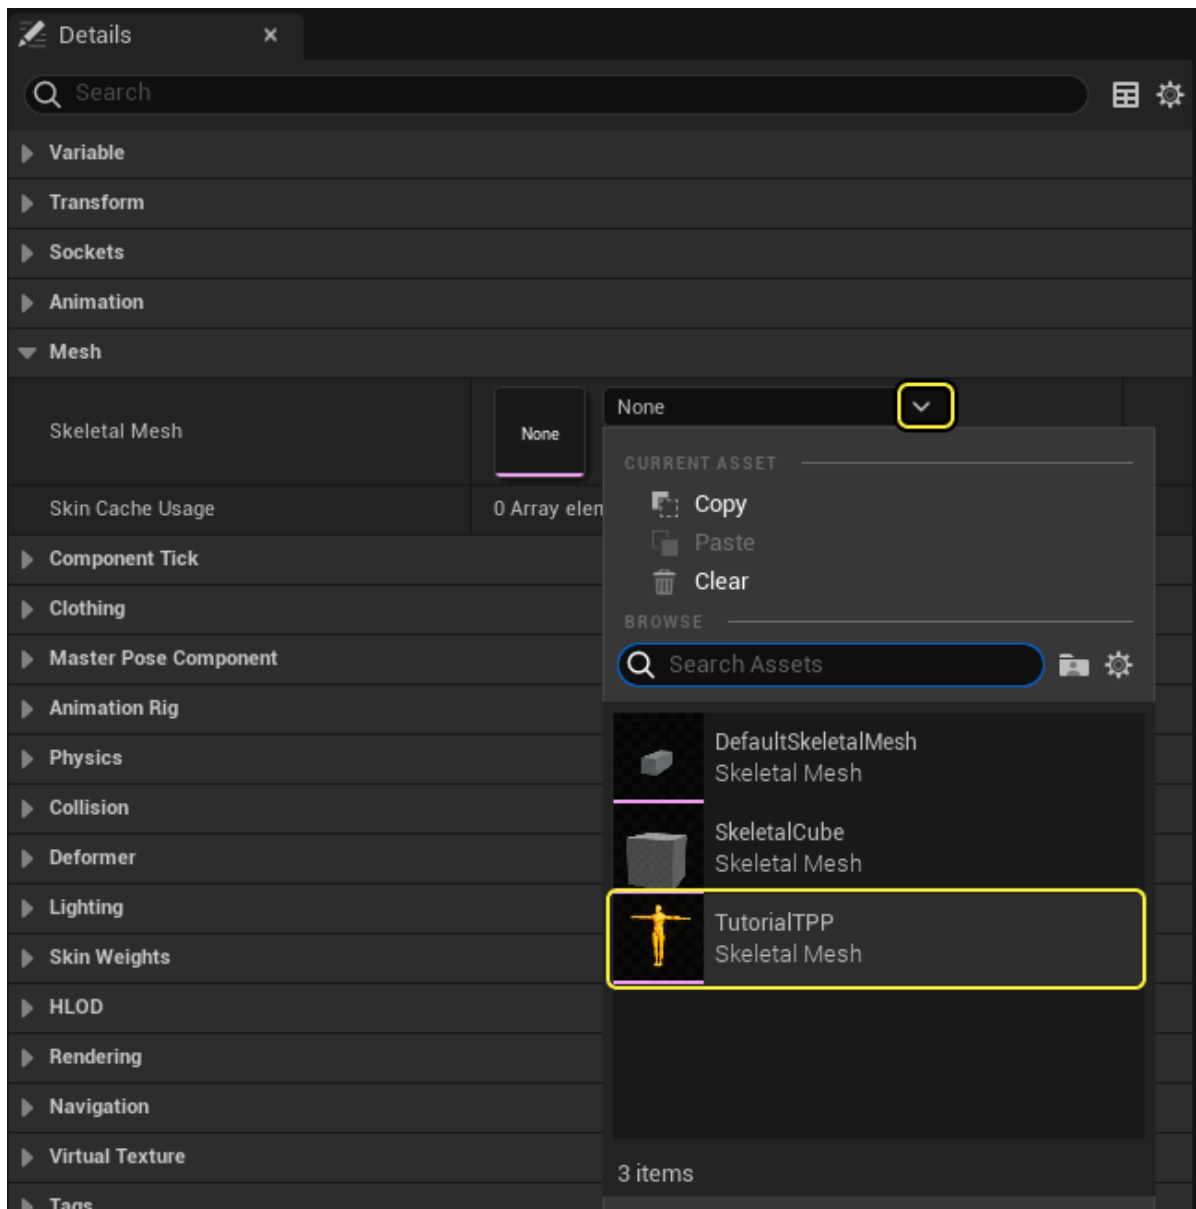 Details
Search
Variable
Transform
Sockets
Animation
Mesh
Skeletal Mesh
None
None
Skin Cache Usage
0 Array elen
CURRENT ASSET
Copy
Paste
Clear
BROWSE
Search Assets
DefaultSkeletalMesh
Skeletal Mesh
SkeletalCube
Skeletal Mesh
TutorialTPP
Skeletal Mesh
3 items
Component Tick
Clothing
Master Pose Component
Animation Rig
Physics
Collision
Deformer
Lighting
Skin Weights
HLOD
Rendering
Navigation
Virtual Texture
Tags